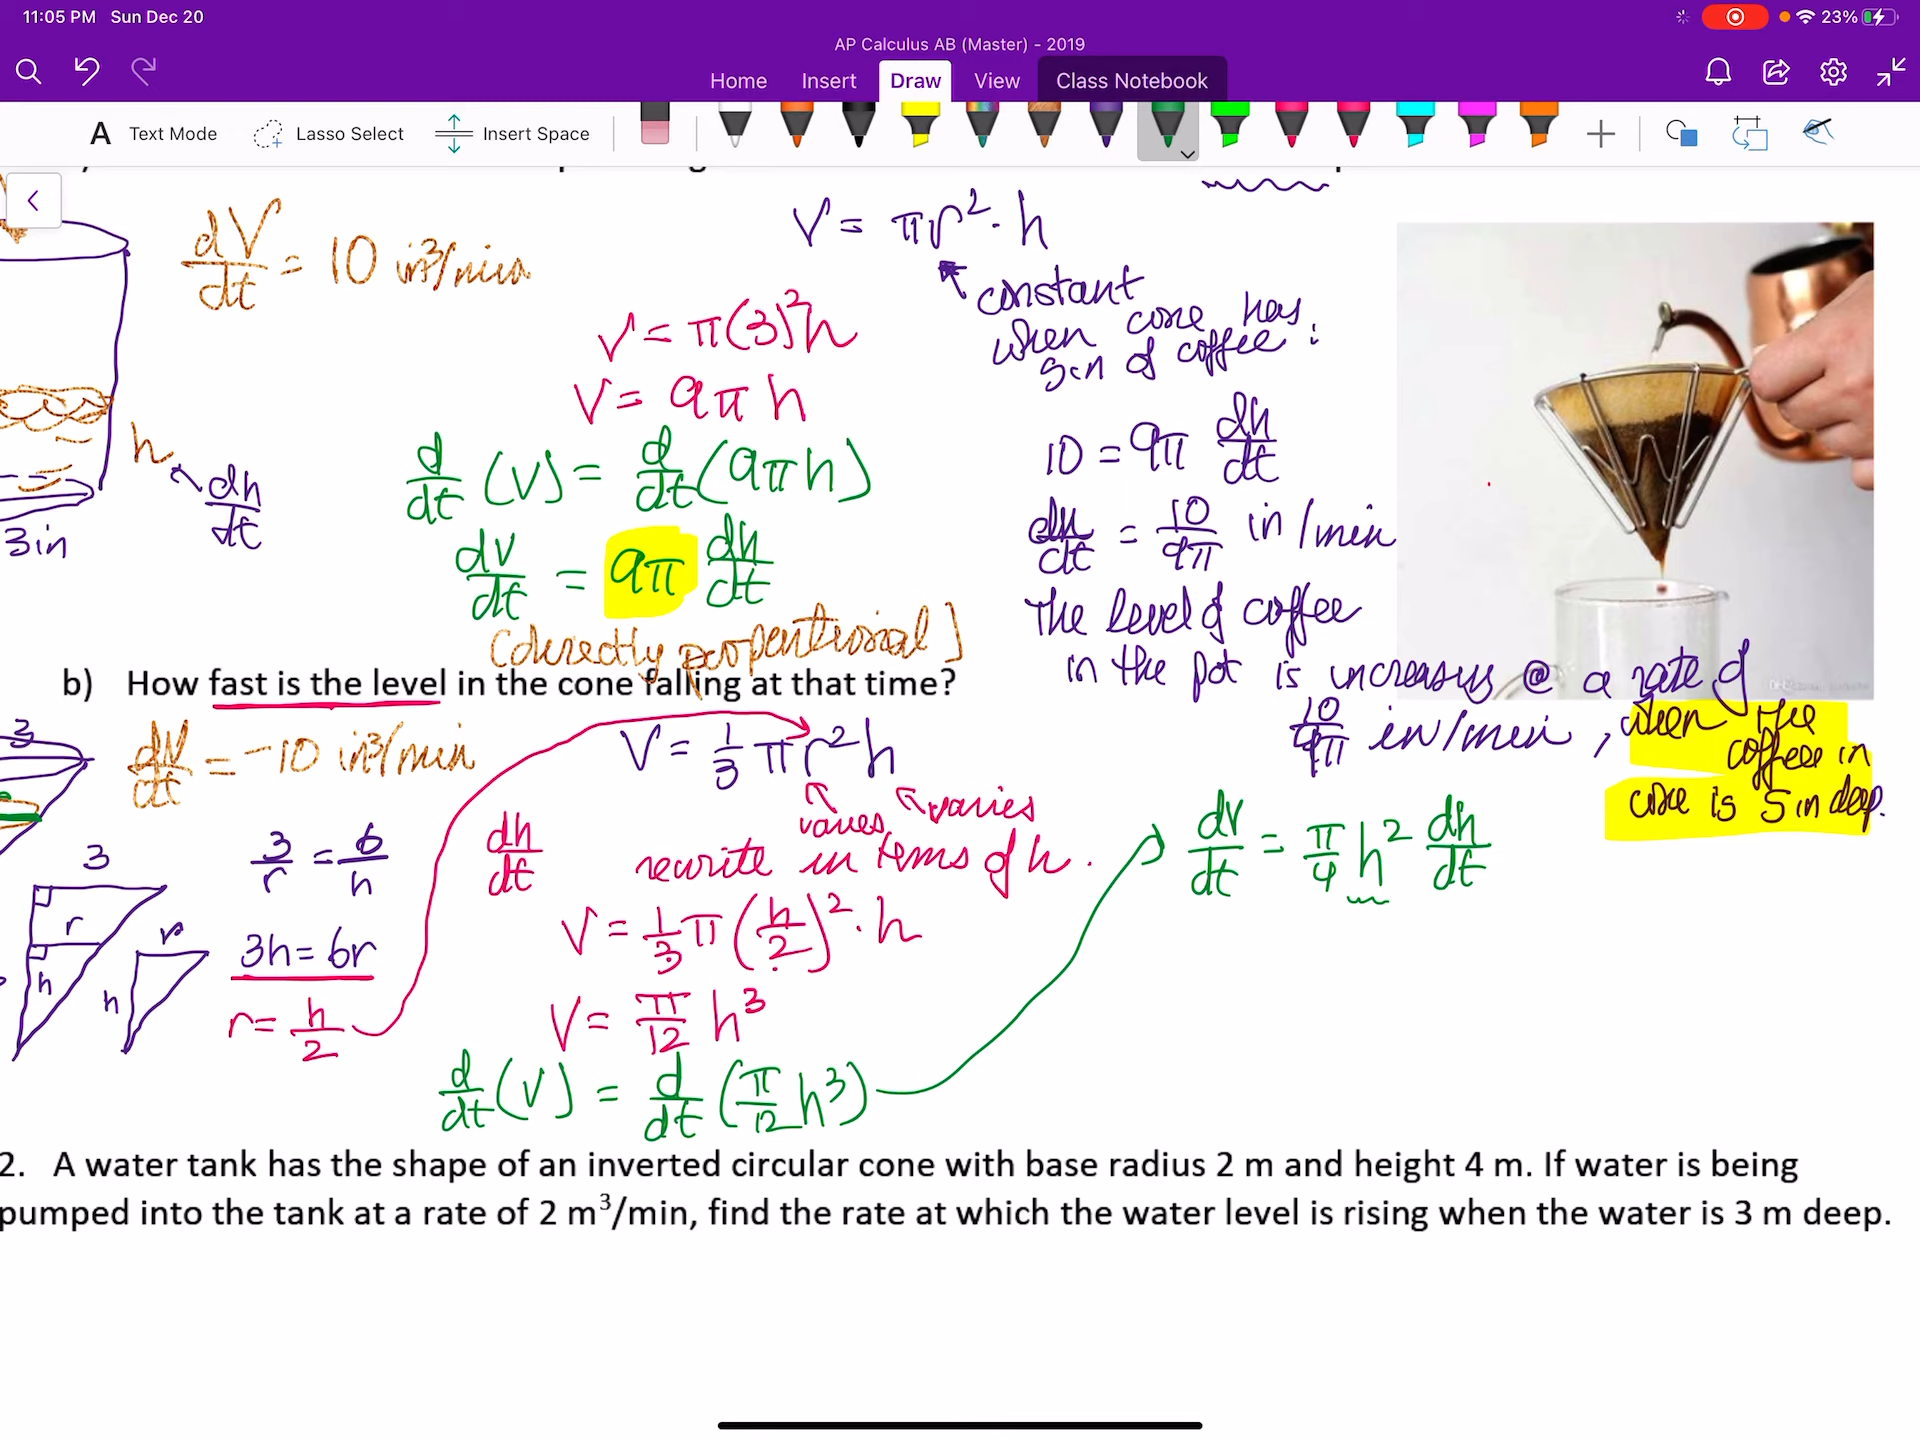 11:05 PM Sun Dec 20
23%
AP Calculus AB (Master) - 2019
Home Insert Draw View Class Notebook
A Text Mode Lasso Select Insert Space
dV/dt = 10 in³/min
V = πr² · h
constant
when cone has
5in of coffee:
V = π(3)²h
V = 9πh
h
dh/dt
3in
d/dt (V) = d/dt (9πh)
dV/dt = 9π dh/dt
(directly proportional)
10 = 9π dh/dt
dh/dt = 10/9π in/min
The level of coffee
in the pot is increasing @ a rate of
10/9π in/min, when the
coffee in
cone is 5 in deep.
b) How fast is the level in the cone falling at that time?
3
dV/dt = -10 in³/min
V = 1/3 πr²h
varies varies
dh/dt
rewrite in terms of h.
3
r
h
r
h
3/r = 6/h
3h = 6r
r = h/2
V = 1/3 π (h/2)² · h
V = π/12 h³
d/dt (V) = d/dt (π/12 h³)
dV/dt = π/4 h² dh/dt
2. A water tank has the shape of an inverted circular cone with base radius 2 m and height 4 m. If water is being
pumped into the tank at a rate of 2 m³/min, find the rate at which the water level is rising when the water is 3 m deep.